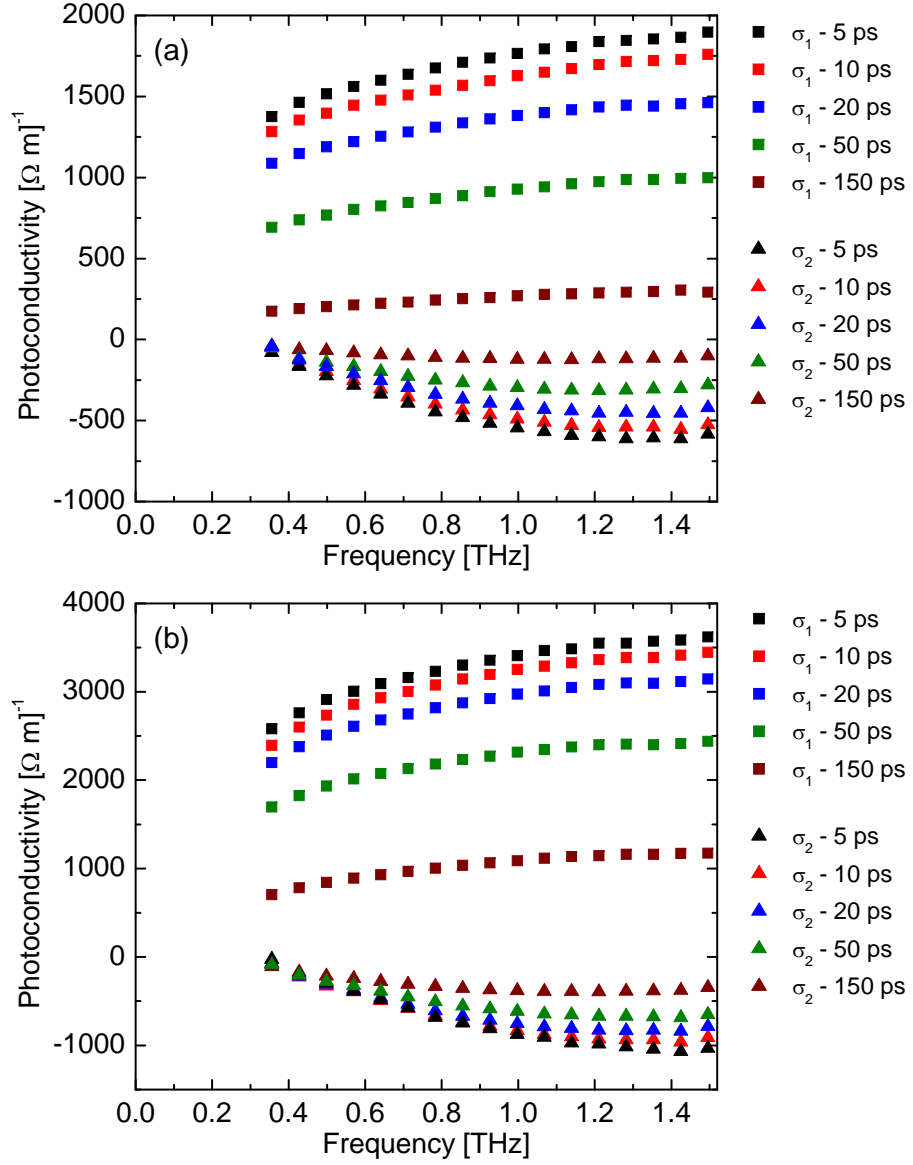 (a)
2000
1500
1000
500
0
-500
-1000
Photoconductivity [Ω m]⁻¹
0.0 0.2 0.4 0.6 0.8 1.0 1.2 1.4
Frequency [THz]
σ₁ - 5 ps
σ₁ - 10 ps
σ₁ - 20 ps
σ₁ - 50 ps
σ₁ - 150 ps
σ₂ - 5 ps
σ₂ - 10 ps
σ₂ - 20 ps
σ₂ - 50 ps
σ₂ - 150 ps
(b)
4000
3000
2000
1000
0
-1000
Photoconductivity [Ω m]⁻¹
0.0 0.2 0.4 0.6 0.8 1.0 1.2 1.4
Frequency [THz]
σ₁ - 5 ps
σ₁ - 10 ps
σ₁ - 20 ps
σ₁ - 50 ps
σ₁ - 150 ps
σ₂ - 5 ps
σ₂ - 10 ps
σ₂ - 20 ps
σ₂ - 50 ps
σ₂ - 150 ps